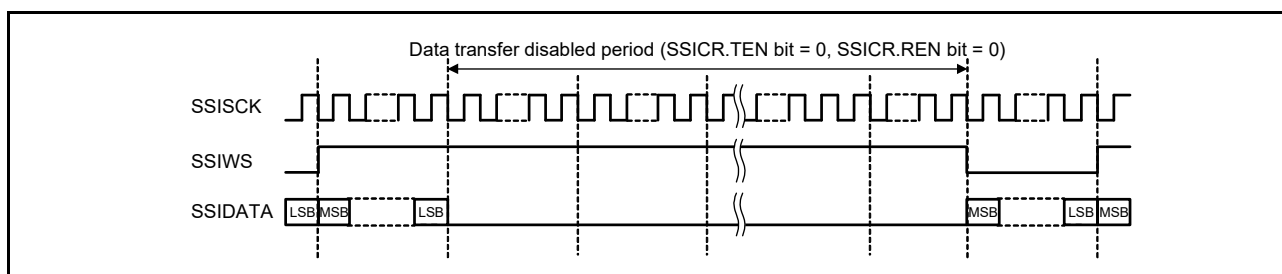 Data transfer disabled period (SSICR.TEN bit = 0, SSICR.REN bit = 0)
SSISCK
SSIWS
SSIDATA LSB MSB LSB MSB LSB MSB